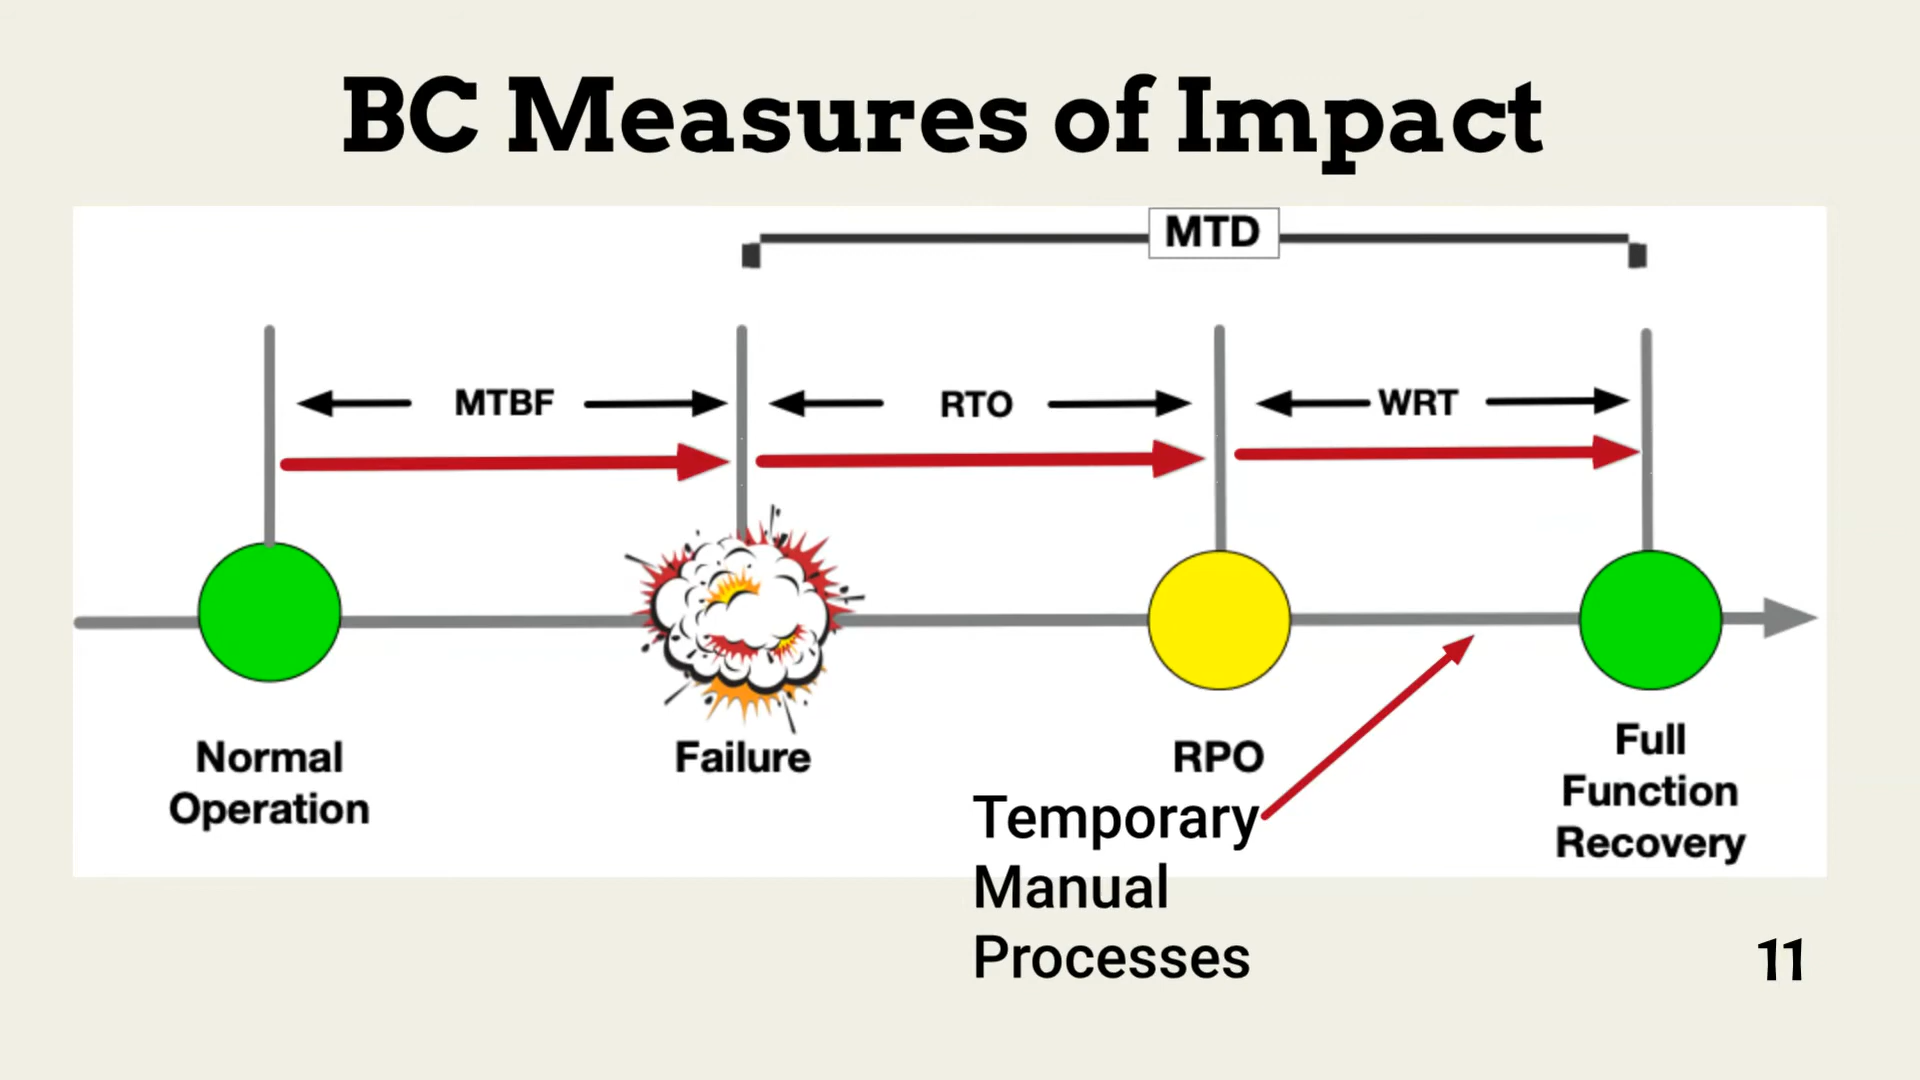 BC Measures of Impact
MTD
MTBF
RTO
WRT
Normal
Operation
Failure
RPO
Full
Function
Recovery
Temporary
Manual
Processes
11